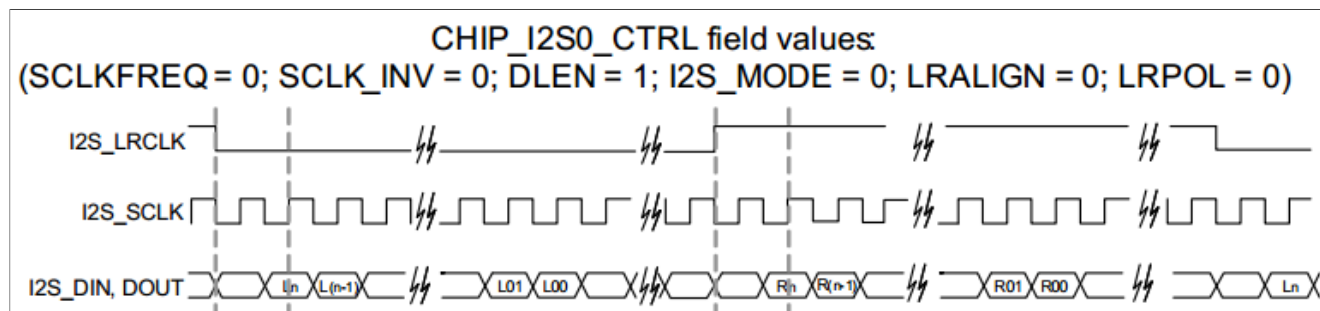 CHIP_I2S0_CTRL field values:
(SCLKFREQ = 0; SCLK_INV = 0; DLEN = 1; I2S_MODE = 0; LRALIGN = 0; LRPOL = 0)
I2S_LRCLK
I2S_SCLK
I2S_DIN, DOUT Ln L(n-1) L01 L00 Rn R(n-1) R01 R00 Ln